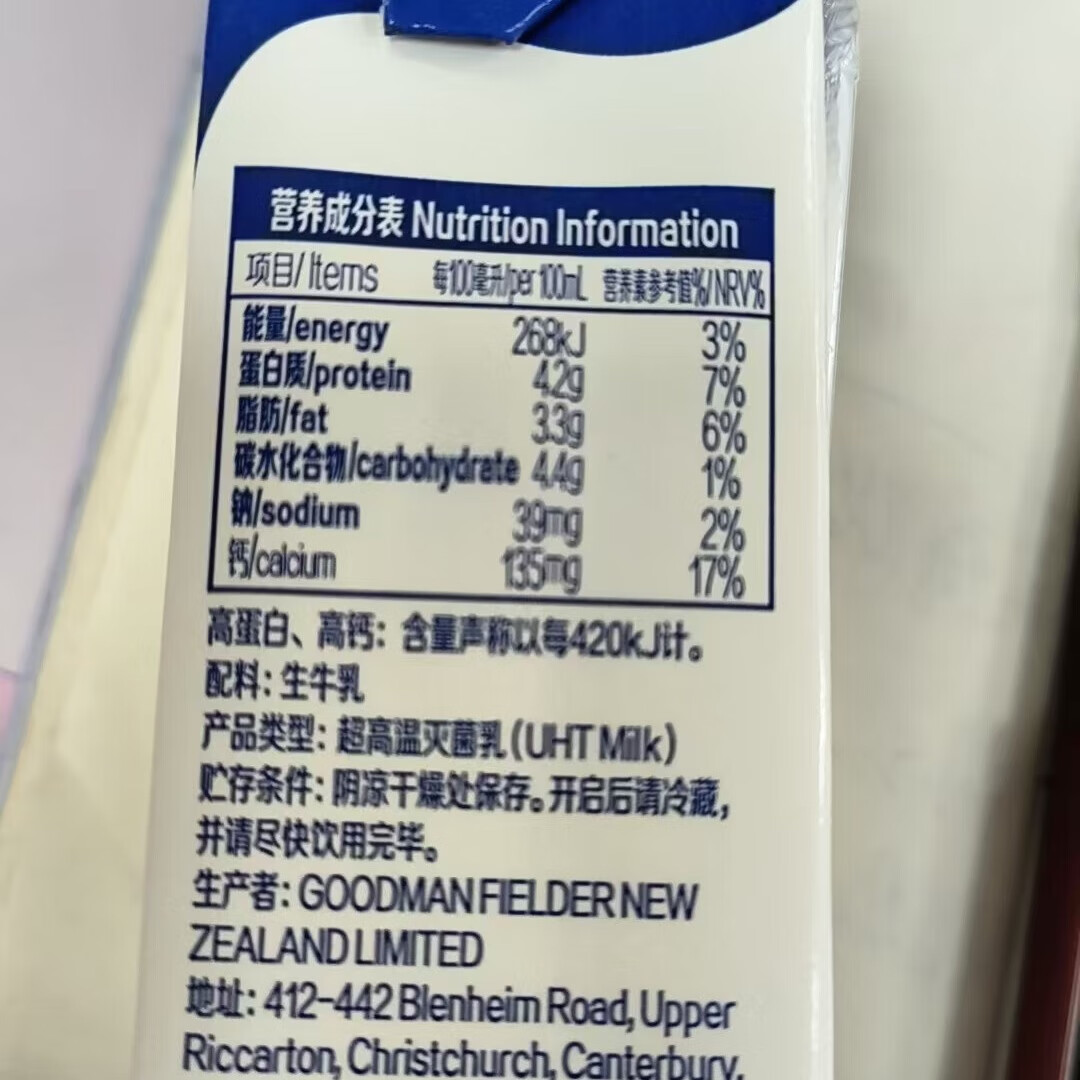 营养成分表 Nutrition Information
项目/Items 每100毫升/per 100mL 营养素参考值%/NRV%
能量/energy 268kJ 3%
蛋白质/protein 4.2g 7%
脂肪/fat 3.3g 6%
碳水化合物/carbohydrate 4.4g 1%
钠/sodium 39mg 2%
钙/calcium 135mg 17%
高蛋白、高钙：含量声称以每420kJ计。
配料：生牛乳
产品类型：超高温灭菌乳（UHT Milk）
贮存条件：阴凉干燥处保存。开启后请冷藏，
并请尽快饮用完毕。
生产者：GOODMAN FIELDER NEW
ZEALAND LIMITED
地址：412-442 Blenheim Road, Upper
Riccarton, Christchurch, Canterbury,